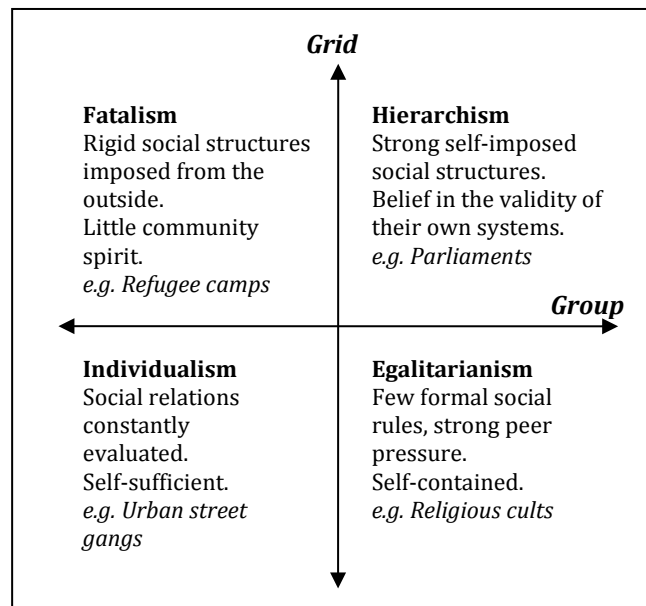 Grid
Fatalism
Rigid social structures
imposed from the
outside.
Little community
spirit.
e.g. Refugee camps
Hierarchism
Strong self-imposed
social structures.
Belief in the validity of
their own systems.
e.g. Parliaments
Group
Individualism
Social relations
constantly
evaluated.
Self-sufficient.
e.g. Urban street
gangs
Egalitarianism
Few formal social
rules, strong peer
pressure.
Self-contained.
e.g. Religious cults